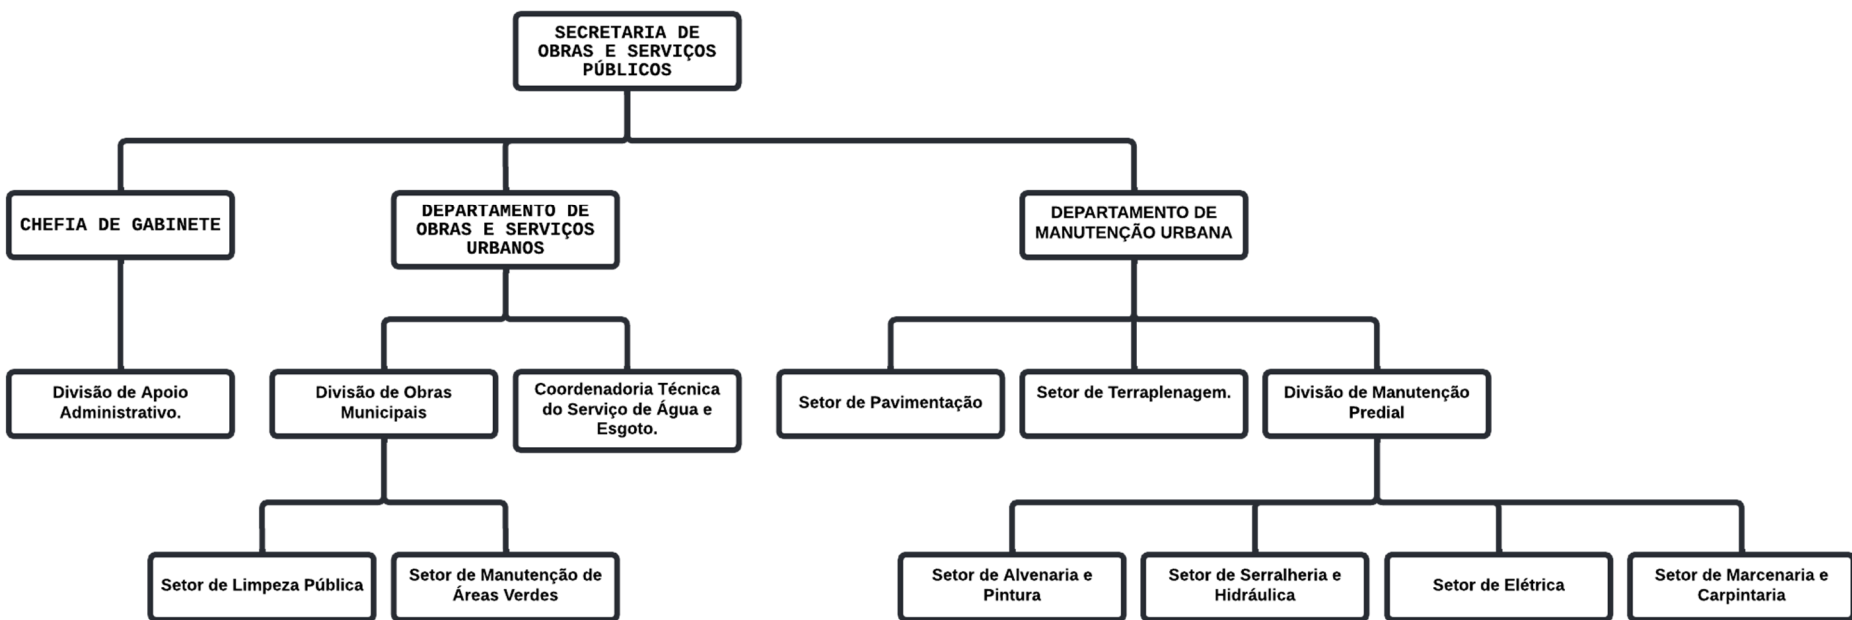 SECRETARIA DE
OBRAS E SERVIÇOS
PÚBLICOS
CHEFIA DE GABINETE
DEPARTAMENTO DE
OBRAS E SERVIÇOS
URBANOS
DEPARTAMENTO DE
MANUTENÇÃO URBANA
Divisão de Apoio
Administrativo.
Divisão de Obras
Municipais
Coordenadoria Técnica
do Serviço de Água e
Esgoto.
Setor de Pavimentação
Setor de Terraplenagem.
Divisão de Manutenção
Predial
Setor de Limpeza Pública
Setor de Manutenção de
Áreas Verdes
Setor de Alvenaria e
Pintura
Setor de Serralheria e
Hidráulica
Setor de Elétrica
Setor de Marcenaria e
Carpintaria